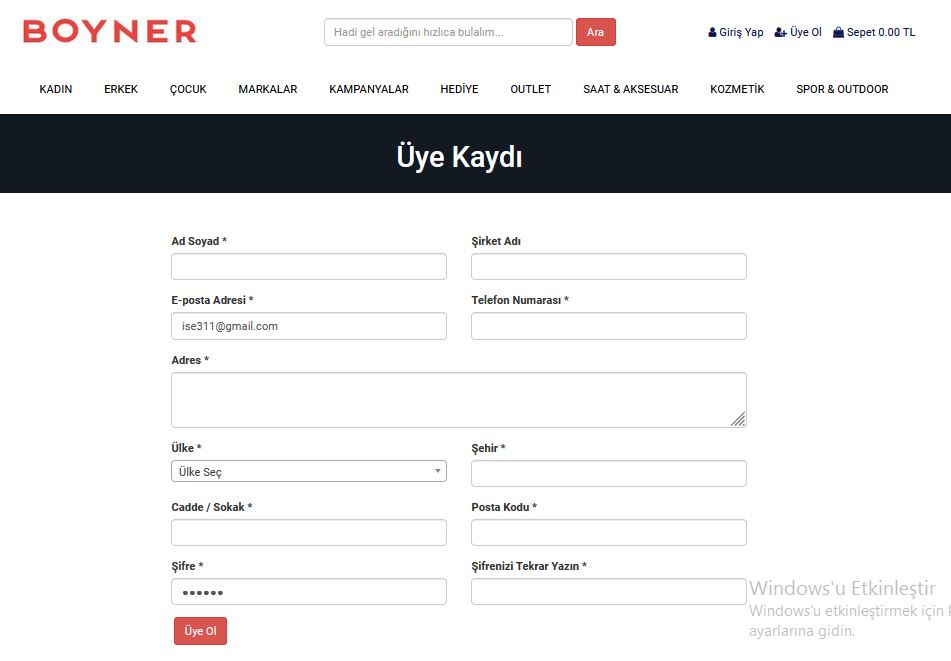 BOYNER
Hadi gel aradığını hızlıca bulalım... Ara
Giriş Yap Üye Ol Sepet 0.00 TL
KADIN ERKEK ÇOCUK MARKALAR KAMPANYALAR HEDİYE OUTLET SAAT & AKSESUAR KOZMETİK SPOR & OUTDOOR
Üye Kaydı
Ad Soyad * Şirket Adı
E-posta Adresi * Telefon Numarası *
ise311@gmail.com
Adres *
Ülke * Şehir *
Ülke Seç
Cadde / Sokak * Posta Kodu *
Şifre * Şifrenizi Tekrar Yazın *
••••••
Üye Ol
Windows'u Etkinleştir
Windows'u etkinleştirmek için
ayarlarına gidin.